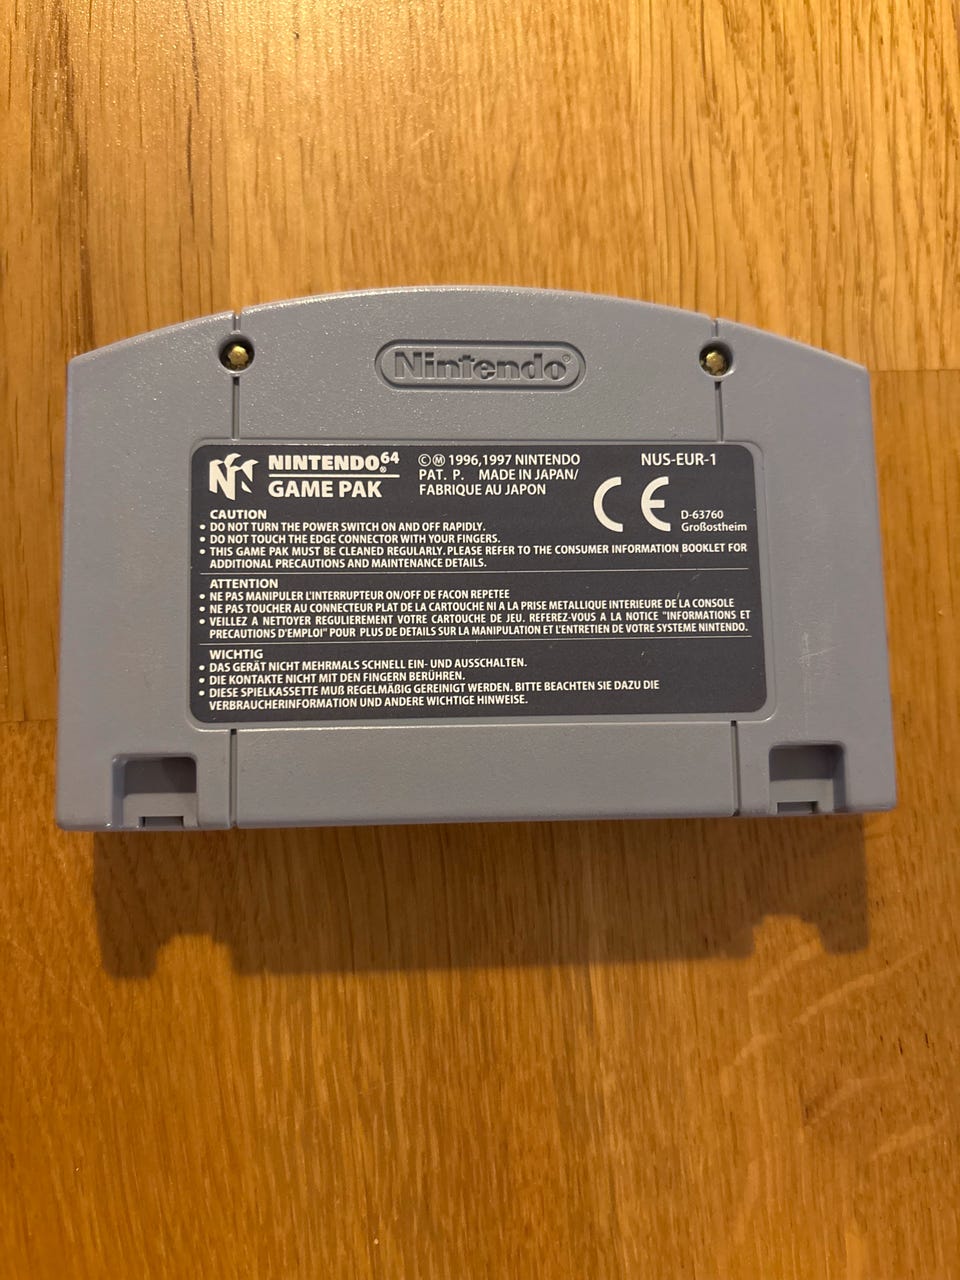 Nintendo®
NINTENDO64®
GAME PAK
©Ⓜ 1996,1997 NINTENDO
PAT. P. MADE IN JAPAN/
FABRIQUE AU JAPON
NUS-EUR-1
CE
D-63760
Großostheim
CAUTION
• DO NOT TURN THE POWER SWITCH ON AND OFF RAPIDLY.
• DO NOT TOUCH THE EDGE CONNECTOR WITH YOUR FINGERS.
• THIS GAME PAK MUST BE CLEANED REGULARLY. PLEASE REFER TO THE CONSUMER INFORMATION BOOKLET FOR
ADDITIONAL PRECAUTIONS AND MAINTENANCE DETAILS.
ATTENTION
• NE PAS MANIPULER L'INTERRUPTEUR ON/OFF DE FACON REPETEE
• NE PAS TOUCHER AU CONNECTEUR PLAT DE LA CARTOUCHE NI A LA PRISE METALLIQUE INTERIEURE DE LA CONSOLE
• VEILLEZ A NETTOYER REGULIEREMENT VOTRE CARTOUCHE DE JEU. REFEREZ-VOUS A LA NOTICE "INFORMATIONS ET
PRECAUTIONS D'EMPLOI" POUR PLUS DE DETAILS SUR LA MANIPULATION ET L'ENTRETIEN DE VOTRE SYSTEME NINTENDO.
WICHTIG
• DAS GERÄT NICHT MEHRMALS SCHNELL EIN- UND AUSSCHALTEN.
• DIE KONTAKTE NICHT MIT DEN FINGERN BERÜHREN.
• DIESE SPIELKASSETTE MUß REGELMÄßIG GEREINIGT WERDEN. BITTE BEACHTEN SIE DAZU DIE
VERBRAUCHERINFORMATION UND ANDERE WICHTIGE HINWEISE.